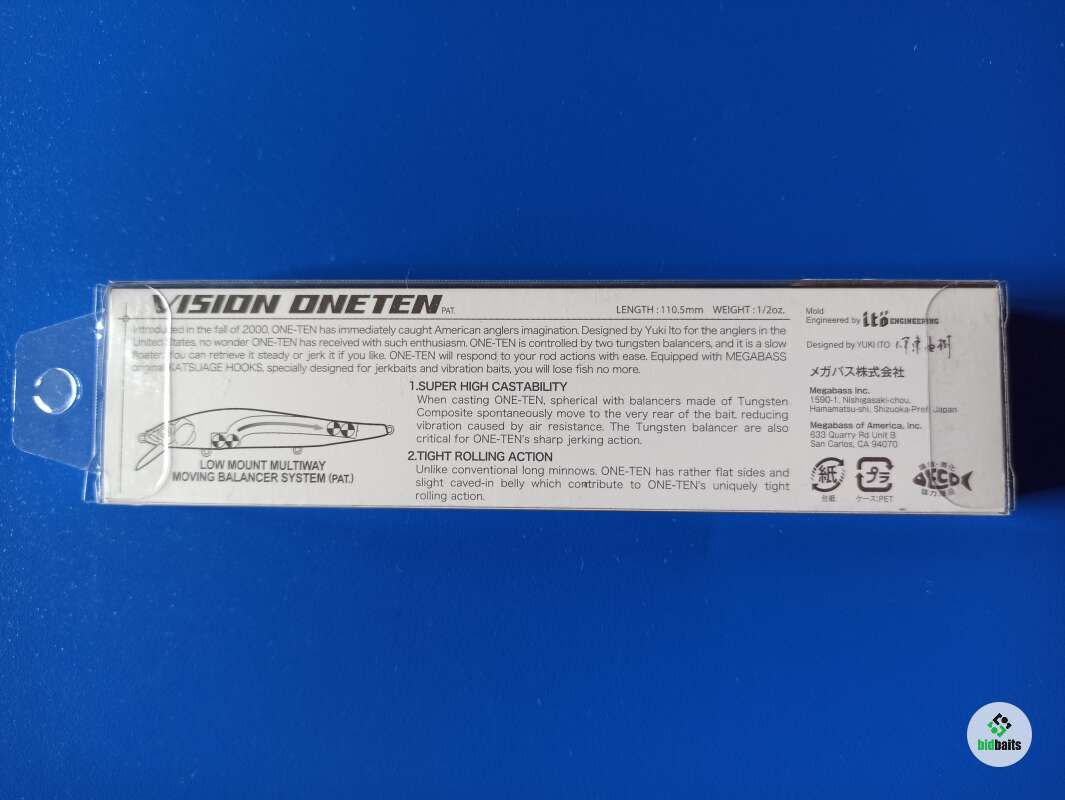 VISION ONETEN PAT.
LENGTH : 110.5mm WEIGHT : 1/2oz.
Introduced in the fall of 2000, ONE-TEN has immediately caught American anglers imagination. Designed by Yuki Ito for the anglers in the
United States, no wonder ONE-TEN has received with such enthusiasm. ONE-TEN is controlled by two tungsten balancers, and it is a slow
floater. You can retrieve it steady or jerk it if you like. ONE-TEN will respond to your rod actions with ease. Equipped with MEGABASS
original KATSUAGE HOOKS, specially designed for jerkbaits and vibration baits, you will lose fish no more.
1.SUPER HIGH CASTABILITY
When casting ONE-TEN, spherical with balancers made of Tungsten
Composite spontaneously move to the very rear of the bait, reducing
vibration caused by air resistance. The Tungsten balancer are also
critical for ONE-TEN's sharp jerking action.
2.TIGHT ROLLING ACTION
Unlike conventional long minnows, ONE-TEN has rather flat sides and
slight caved-in belly which contribute to ONE-TEN's uniquely tight
rolling action.
LOW MOUNT MULTIWAY
MOVING BALANCER SYSTEM (PAT.)
Mold
Engineered by itö ENGINEERING
Designed by YUKI ITO
メガバス株式会社
Megabass Inc.
1590-1, Nishigasaki-chou,
Hamamatsu-shi, Shizuoka-Pref. Japan
Megabass of America, Inc.
633 Quarry Rd Unit B
San Carlos, CA 94070
紙
台紙
プラ
ケース:PET
ECO
bidbaits